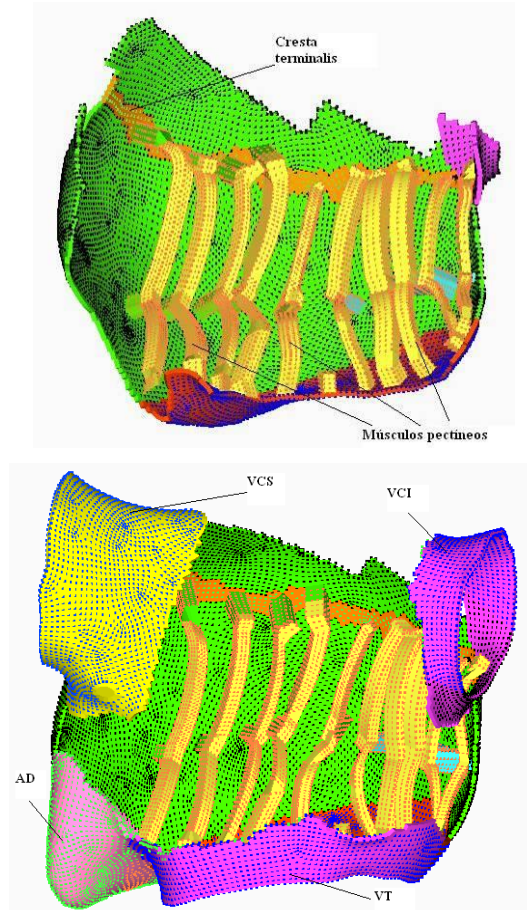 Cresta
terminalis
Músculos pectíneos
VCS
VCI
AD
VT